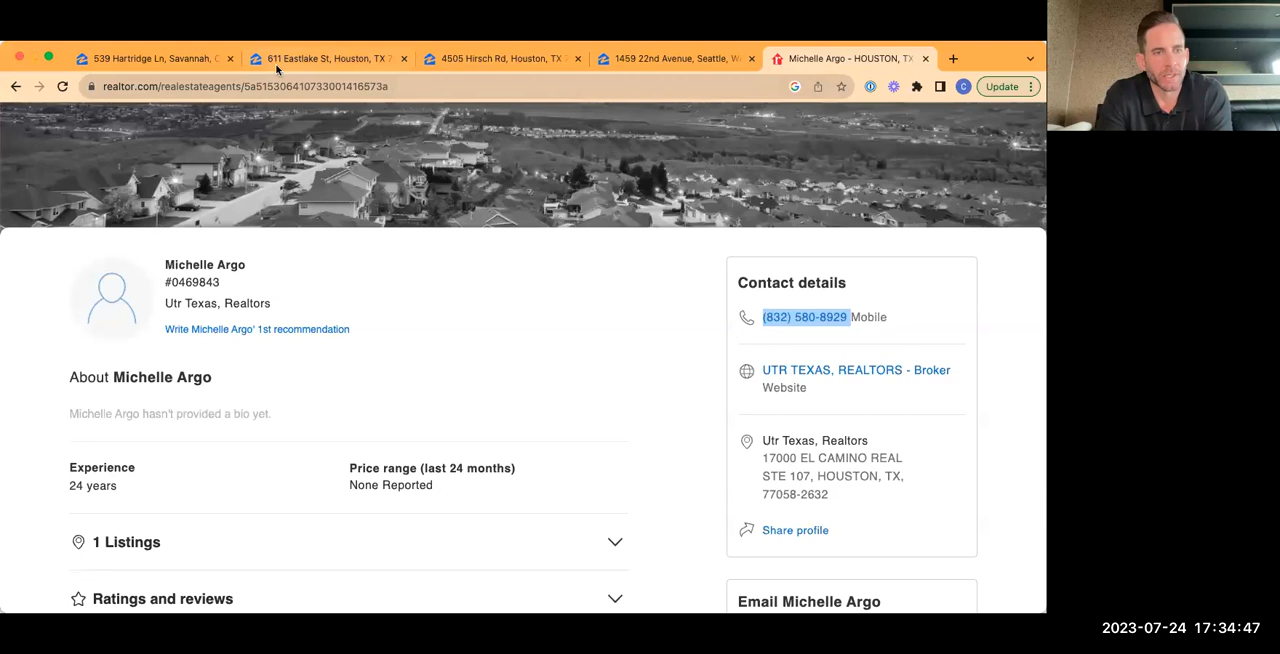 539 Hartridge Ln, Savannah, G
611 Eastlake St, Houston, TX 7
4505 Hirsch Rd, Houston, TX 7
1459 22nd Avenue, Seattle, W
Michelle Argo - HOUSTON, TX
realtor.com/realestateagents/5a5153064107330014165​73a
Update
Michelle Argo
#0469843
Utr Texas, Realtors
Write Michelle Argo' 1st recommendation
About Michelle Argo
Michelle Argo hasn't provided a bio yet.
Experience
24 years
Price range (last 24 months)
None Reported
1 Listings
Ratings and reviews
Contact details
(832) 580-8929 Mobile
UTR TEXAS, REALTORS - Broker
Website
Utr Texas, Realtors
17000 EL CAMINO REAL
STE 107, HOUSTON, TX,
77058-2632
Share profile
Email Michelle Argo
2023-07-24 17:34:47